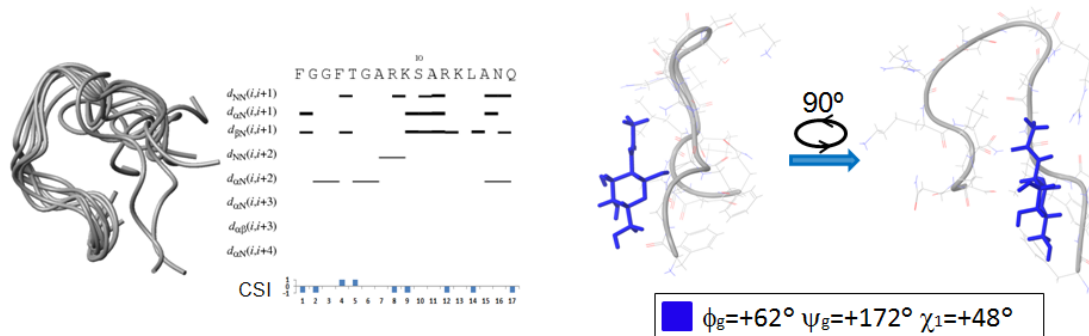 10
FGGFTGARKSARKLANQ
dNN(i,i+1)
dαN(i,i+1)
dβN(i,i+1)
dNN(i,i+2)
dαN(i,i+2)
dαN(i,i+3)
dαβ(i,i+3)
dαN(i,i+4)
CSI
1
0
-1
1 2 3 4 5 6 7 8 9 10 11 12 13 14 15 16 17
90º
ϕg=+62° ψg=+172° χ1=+48°